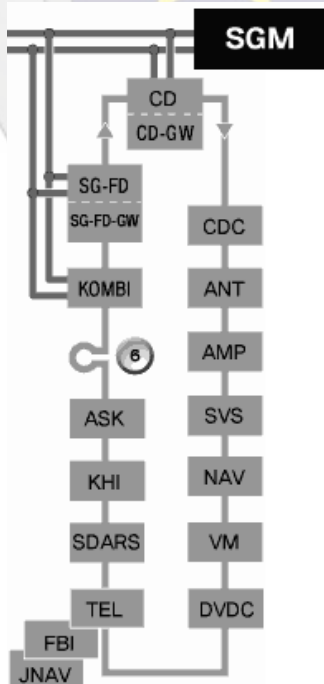 SGM
CD
CD-GW
SG-FD
SG-FD-GW
CDC
KOMBI
ANT
6
AMP
ASK
SVS
KHI
NAV
SDARS
VM
TEL
DVDC
FBI
JNAV